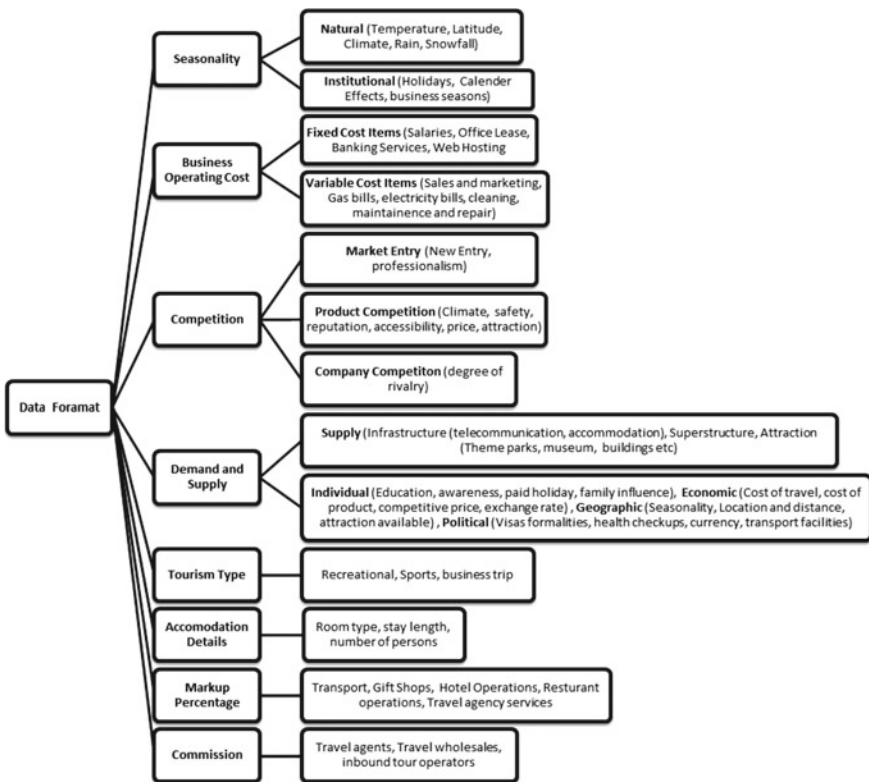 Natural (Temperature, Latitude,
Climate, Rain, Snowfall)
Seasonality
Institutional (Holidays, Calender
Effects, business seasons)
Fixed Cost Items (Salaries, Office Lease,
Banking Services, Web Hosting
Business
Operating Cost
Variable Cost Items (Sales and marketing,
Gas bills, electricity bills, cleaning,
maintainence and repair)
Market Entry (New Entry,
professionalism)
Competition
Product Competition (Climate, safety,
reputation, accessibility, price, attraction)
Company Competiton (degree of
rivalry)
Data Foramat
Supply (Infrastructure (telecommunication, accommodation), Superstructure, Attraction
(Theme parks, museum, buildings etc)
Demand and
Supply
Individual (Education, awareness, paid holiday, family influence), Economic (Cost of travel, cost of
product, competitive price, exchange rate) , Geographic (Seasonality, Location and distance,
attraction available) , Political (Visas formalities, health checkups, currency, transport facilities)
Tourism Type
Recreational, Sports, business trip
Accomodation
Details
Room type, stay length,
number of persons
Markup
Percentage
Transport, Gift Shops, Hotel Operations, Resturant
operations, Travel agency services
Commission
Travel agents, Travel wholesales,
inbound tour operators